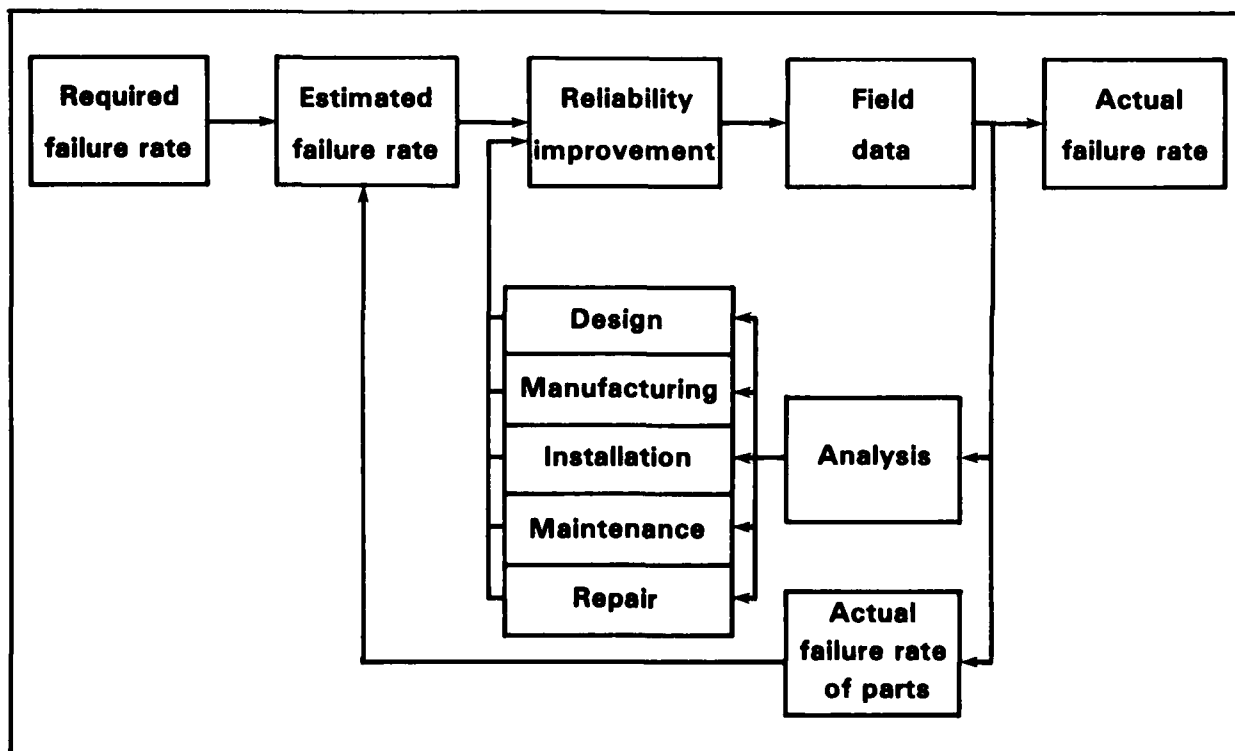 Required
failure rate
Estimated
failure rate
Reliability
improvement
Field
data
Actual
failure rate
Design
Manufacturing
Installation
Maintenance
Repair
Analysis
Actual
failure rate
of parts